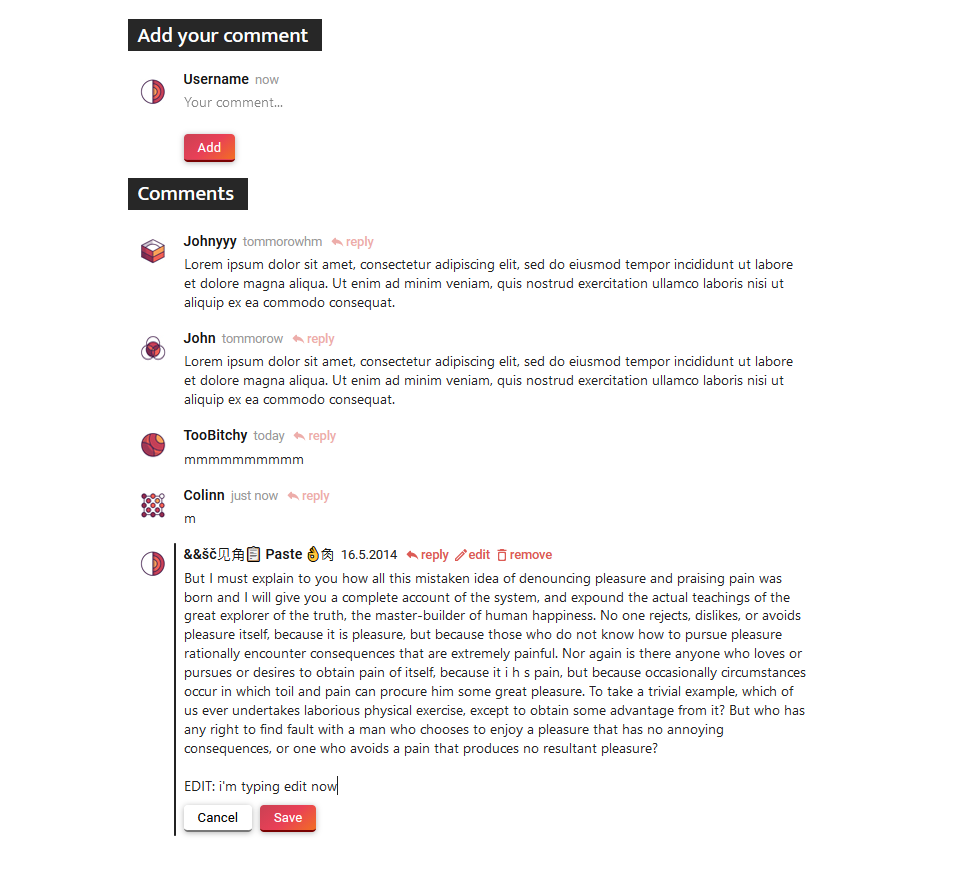 Add your comment
Username now
Your comment...
Add
Comments
Johnyyy tommorowhm reply
Lorem ipsum dolor sit amet, consectetur adipiscing elit, sed do eiusmod tempor incididunt ut labore
et dolore magna aliqua. Ut enim ad minim veniam, quis nostrud exercitation ullamco laboris nisi ut
aliquip ex ea commodo consequat.
John tommorow reply
Lorem ipsum dolor sit amet, consectetur adipiscing elit, sed do eiusmod tempor incididunt ut labore
et dolore magna aliqua. Ut enim ad minim veniam, quis nostrud exercitation ullamco laboris nisi ut
aliquip ex ea commodo consequat.
TooBitchy today reply
mmmmmmmmmm
Colinn just now reply
m
&&šč见角📋 Paste 👌肏 16.5.2014 reply edit remove
But I must explain to you how all this mistaken idea of denouncing pleasure and praising pain was
born and I will give you a complete account of the system, and expound the actual teachings of the
great explorer of the truth, the master-builder of human happiness. No one rejects, dislikes, or avoids
pleasure itself, because it is pleasure, but because those who do not know how to pursue pleasure
rationally encounter consequences that are extremely painful. Nor again is there anyone who loves or
pursues or desires to obtain pain of itself, because it i h s pain, but because occasionally circumstances
occur in which toil and pain can procure him some great pleasure. To take a trivial example, which of
us ever undertakes laborious physical exercise, except to obtain some advantage from it? But who has
any right to find fault with a man who chooses to enjoy a pleasure that has no annoying
consequences, or one who avoids a pain that produces no resultant pleasure?
EDIT: i'm typing edit now
Cancel Save